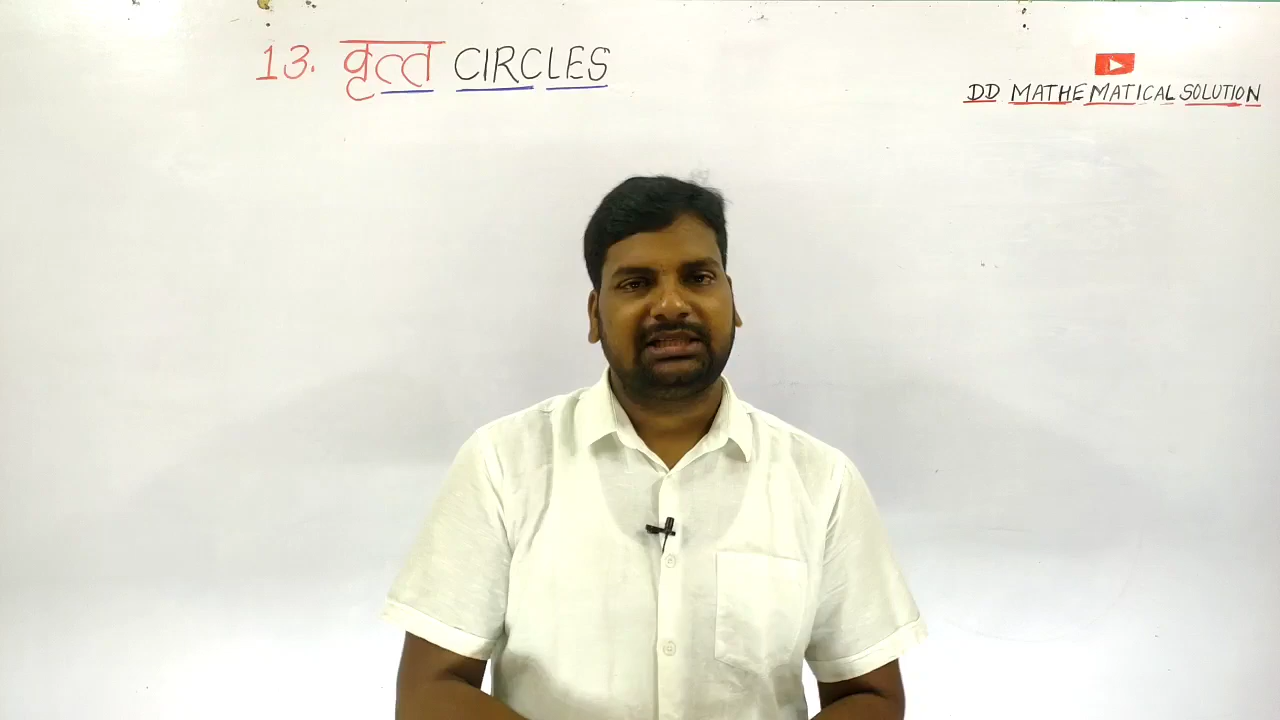 13. वृत्त CIRCLES
DD MATHEMATICAL SOLUTION